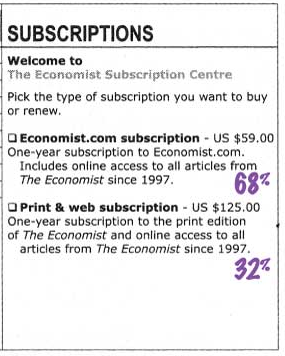 SUBSCRIPTIONS
Welcome to
The Economist Subscription Centre
Pick the type of subscription you want to buy
or renew.
❑ Economist.com subscription - US $59.00
One-year subscription to Economist.com.
Includes online access to all articles from
The Economist since 1997.
68%
❑ Print & web subscription - US $125.00
One-year subscription to the print edition
of The Economist and online access to all
articles from The Economist since 1997.
32%